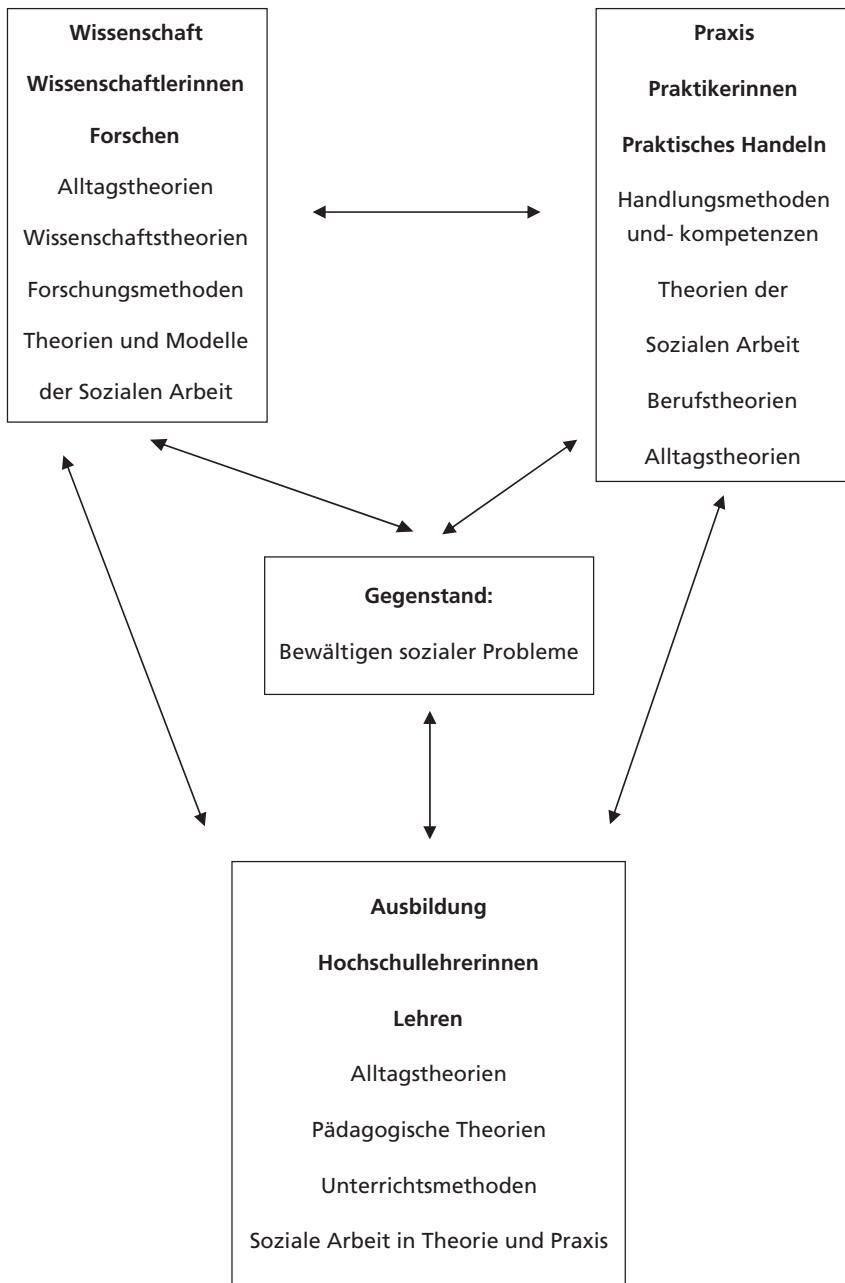 Wissenschaft
Wissenschaftlerinnen
Forschen
Alltagstheorien
Wissenschaftstheorien
Forschungsmethoden
Theorien und Modelle
der Sozialen Arbeit
Praxis
Praktikerinnen
Praktisches Handeln
Handlungsmethoden
und- kompetenzen
Theorien der
Sozialen Arbeit
Berufstheorien
Alltagstheorien
Gegenstand:
Bewältigen sozialer Probleme
Ausbildung
Hochschullehrerinnen
Lehren
Alltagstheorien
Pädagogische Theorien
Unterrichtsmethoden
Soziale Arbeit in Theorie und Praxis